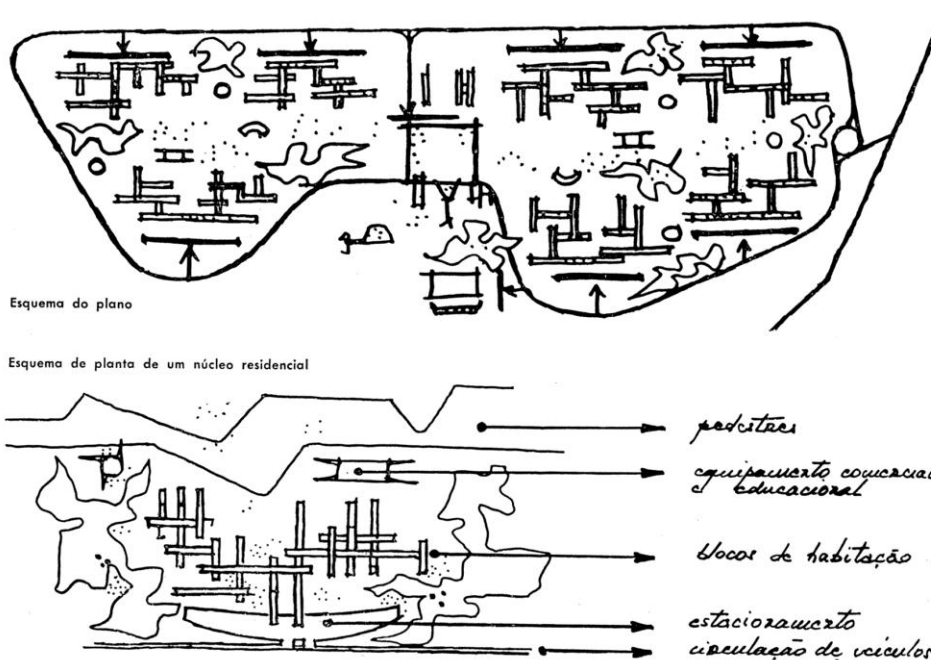 Esquema do plano
Esquema de planta de um núcleo residencial
pedestres
equipamento comercial
e educacional
blocos de habitação
estacionamento
circulação de veículos